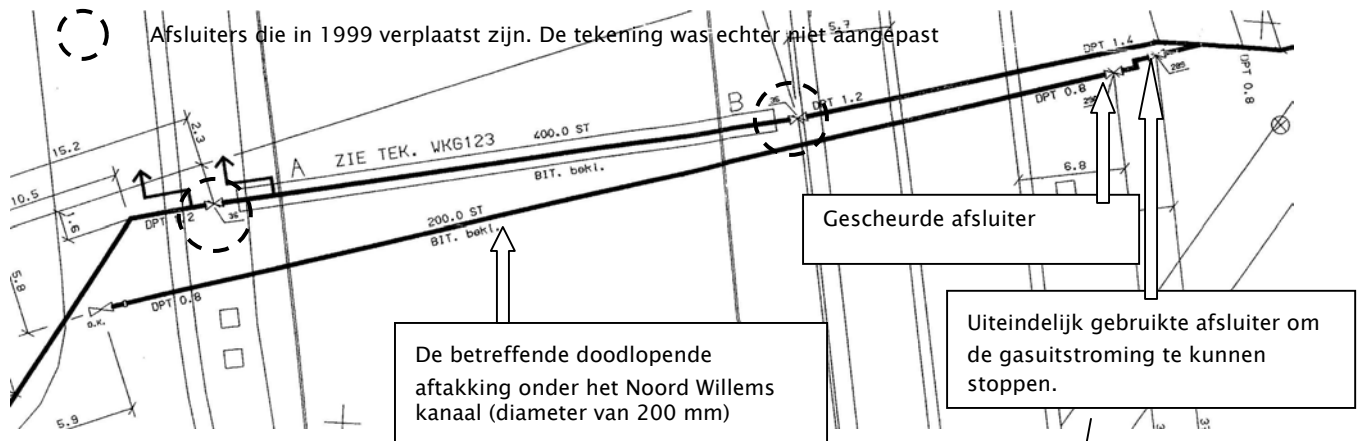 Afsluiters die in 1999 verplaatst zijn. De tekening was echter niet aangepast
5.7
DPT 1.4
DPT 1.2
DPT 0.8
DPT 0.8
289
35
B
400.0 ST
ZIE TEK. WKG123
A
BIT. bekl.
15.2
2.3
10.5
1.6
36
6.8
200.0 ST
BIT. bekl.
DPT 0.8
5.8
o.k.
5.9
Gescheurde afsluiter
De betreffende doodlopende
aftakking onder het Noord Willems
kanaal (diameter van 200 mm)
Uiteindelijk gebruikte afsluiter om
de gasuitstroming te kunnen
stoppen.